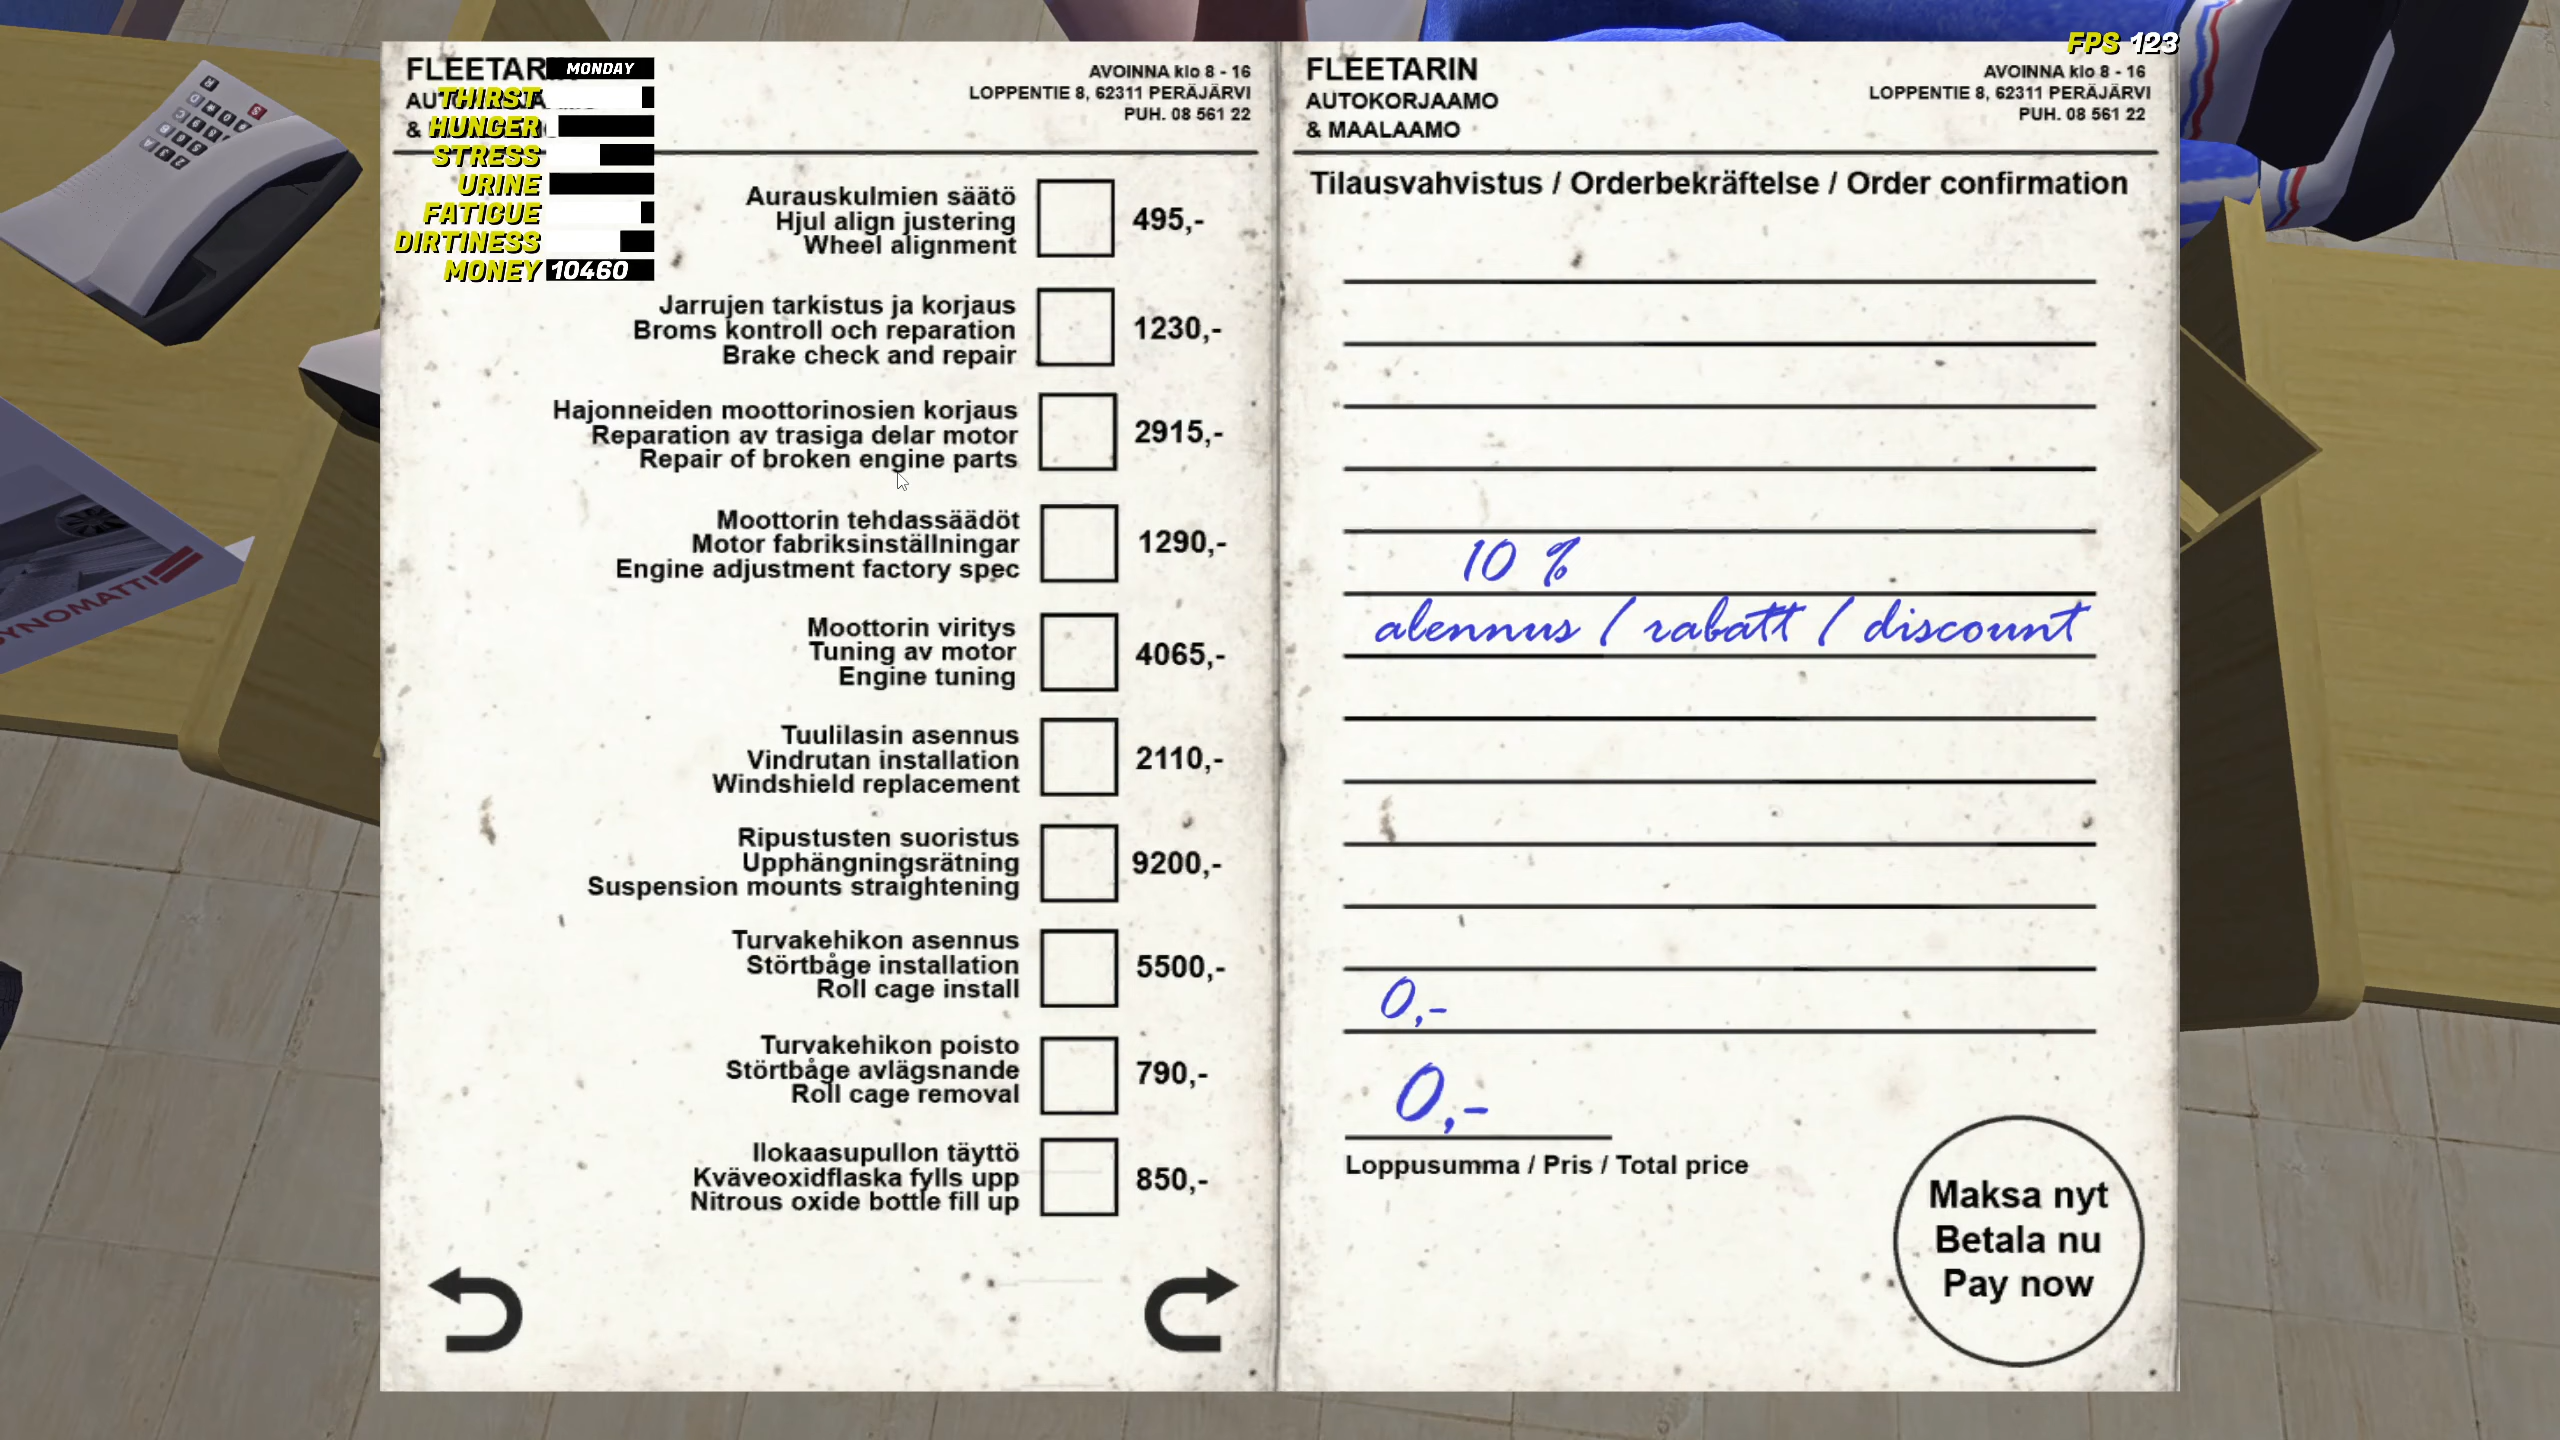 FLEETAR
MONDAY
AVOINNA klo 8 - 16
LOPPENTIE 8, 62311 PERÄJÄRVI
PUH. 08 561 22
THIRST
&
HUNGER
STRESS
URINE
FATIGUE
DIRTINESS
MONEY 10460
Aurauskulmien säätö
Hjul align justering
Wheel alignment
495,-
Jarrujen tarkistus ja korjaus
Broms kontroll och reparation
Brake check and repair
1230,-
Hajonneiden moottorinosien korjaus
Reparation av trasiga delar motor
Repair of broken engine parts
2915,-
Moottorin tehdassäädöt
Motor fabriksinställningar
Engine adjustment factory spec
1290,-
Moottorin viritys
Tuning av motor
Engine tuning
4065,-
Tuulilasin asennus
Vindrutan installation
Windshield replacement
2110,-
Ripustusten suoristus
Upphängningsrätning
Suspension mounts straightening
9200,-
Turvakehikon asennus
Störtbåge installation
Roll cage install
5500,-
Turvakehikon poisto
Störtbåge avlägsnande
Roll cage removal
790,-
Ilokaasupullon täyttö
Kväveoxidflaska fylls upp
Nitrous oxide bottle fill up
850,-
FPS 123
FLEETARIN
AUTOKORJAAMO
& MAALAAMO
AVOINNA klo 8 - 16
LOPPENTIE 8, 62311 PERÄJÄRVI
PUH. 08 561 22
Tilausvahvistus / Orderbekräftelse / Order confirmation
10 %
alennus / rabatt / discount
0,-
0,-
Loppusumma / Pris / Total price
Maksa nyt
Betala nu
Pay now